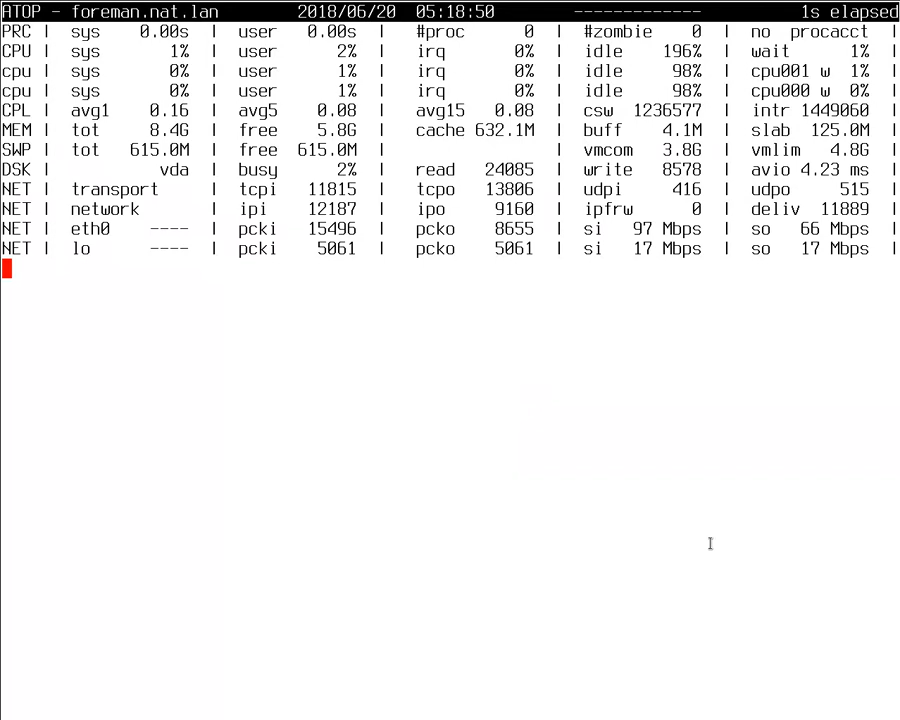 ATOP - foreman.nat.lan 2018/06/20 05:18:50 ------------- 1s elapsed
PRC | sys 0.00s | user 0.00s | #proc 0 | #zombie 0 | no procacct |
CPU | sys 1% | user 2% | irq 0% | idle 196% | wait 1% |
cpu | sys 0% | user 1% | irq 0% | idle 98% | cpu001 w 1% |
cpu | sys 0% | user 1% | irq 0% | idle 98% | cpu000 w 0% |
CPL | avg1 0.16 | avg5 0.08 | avg15 0.08 | csw 1236577 | intr 1449060 |
MEM | tot 8.4G | free 5.8G | cache 632.1M | buff 4.1M | slab 125.0M |
SWP | tot 615.0M | free 615.0M | | vmcom 3.8G | vmlim 4.8G |
DSK | vda | busy 2% | read 24085 | write 8578 | avio 4.23 ms |
NET | transport | tcpi 11815 | tcpo 13806 | udpi 416 | udpo 515 |
NET | network | ipi 12187 | ipo 9160 | ipfrw 0 | deliv 11889 |
NET | eth0 ---- | pcki 15496 | pcko 8655 | si 97 Mbps | so 66 Mbps |
NET | lo ---- | pcki 5061 | pcko 5061 | si 17 Mbps | so 17 Mbps |